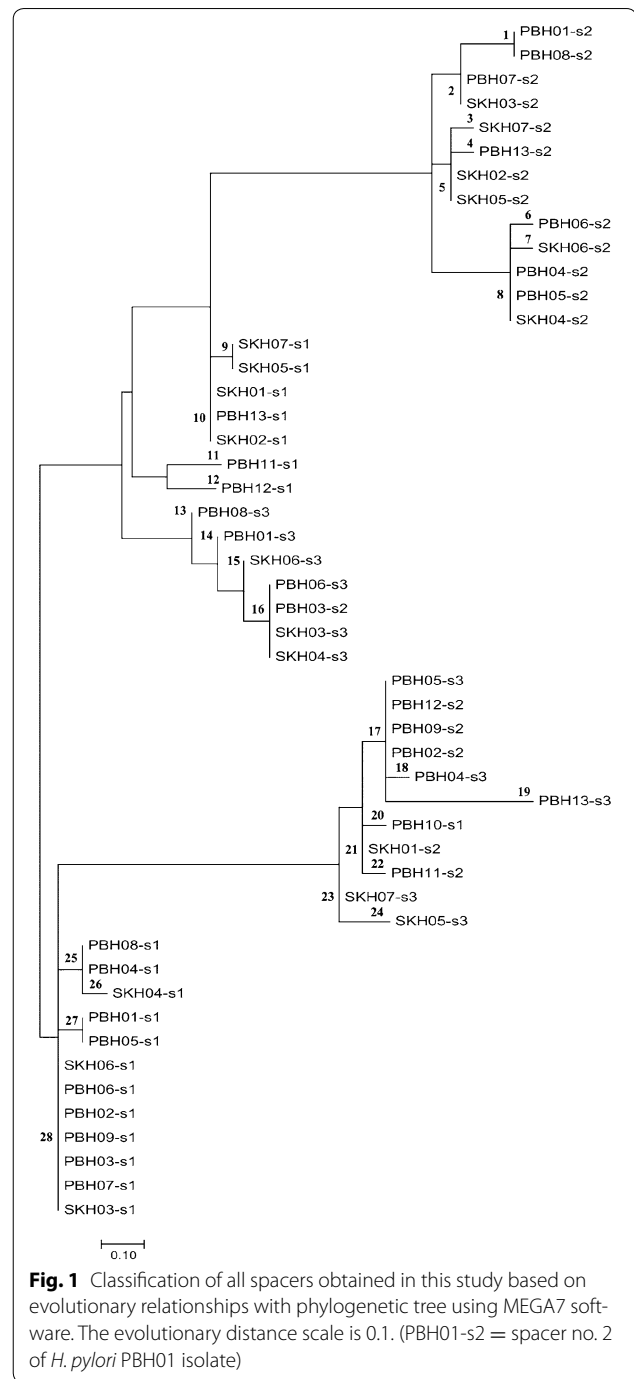 1 PBH01-s2
PBH08-s2
PBH07-s2
2
SKH03-s2
3 SKH07-s2
4 PBH13-s2
SKH02-s2
5
SKH05-s2
6 PBH06-s2
7 SKH06-s2
PBH04-s2
8 PBH05-s2
SKH04-s2
9 SKH07-s1
SKH05-s1
SKH01-s1
10 PBH13-s1
SKH02-s1
11 PBH11-s1
12 PBH12-s1
13 PBH08-s3
14 PBH01-s3
15 SKH06-s3
PBH06-s3
16 PBH03-s2
SKH03-s3
SKH04-s3
PBH05-s3
PBH12-s2
17 PBH09-s2
PBH02-s2
18 PBH04-s3
19 PBH13-s3
20 PBH10-s1
21 SKH01-s2
22 PBH11-s2
23 SKH07-s3
24 SKH05-s3
PBH08-s1
25 PBH04-s1
26 SKH04-s1
27 PBH01-s1
PBH05-s1
SKH06-s1
PBH06-s1
PBH02-s1
28 PBH09-s1
PBH03-s1
PBH07-s1
SKH03-s1
0.10
Fig. 1 Classification of all spacers obtained in this study based on
evolutionary relationships with phylogenetic tree using MEGA7 soft-
ware. The evolutionary distance scale is 0.1. (PBH01-s2 = spacer no. 2
of H. pylori PBH01 isolate)